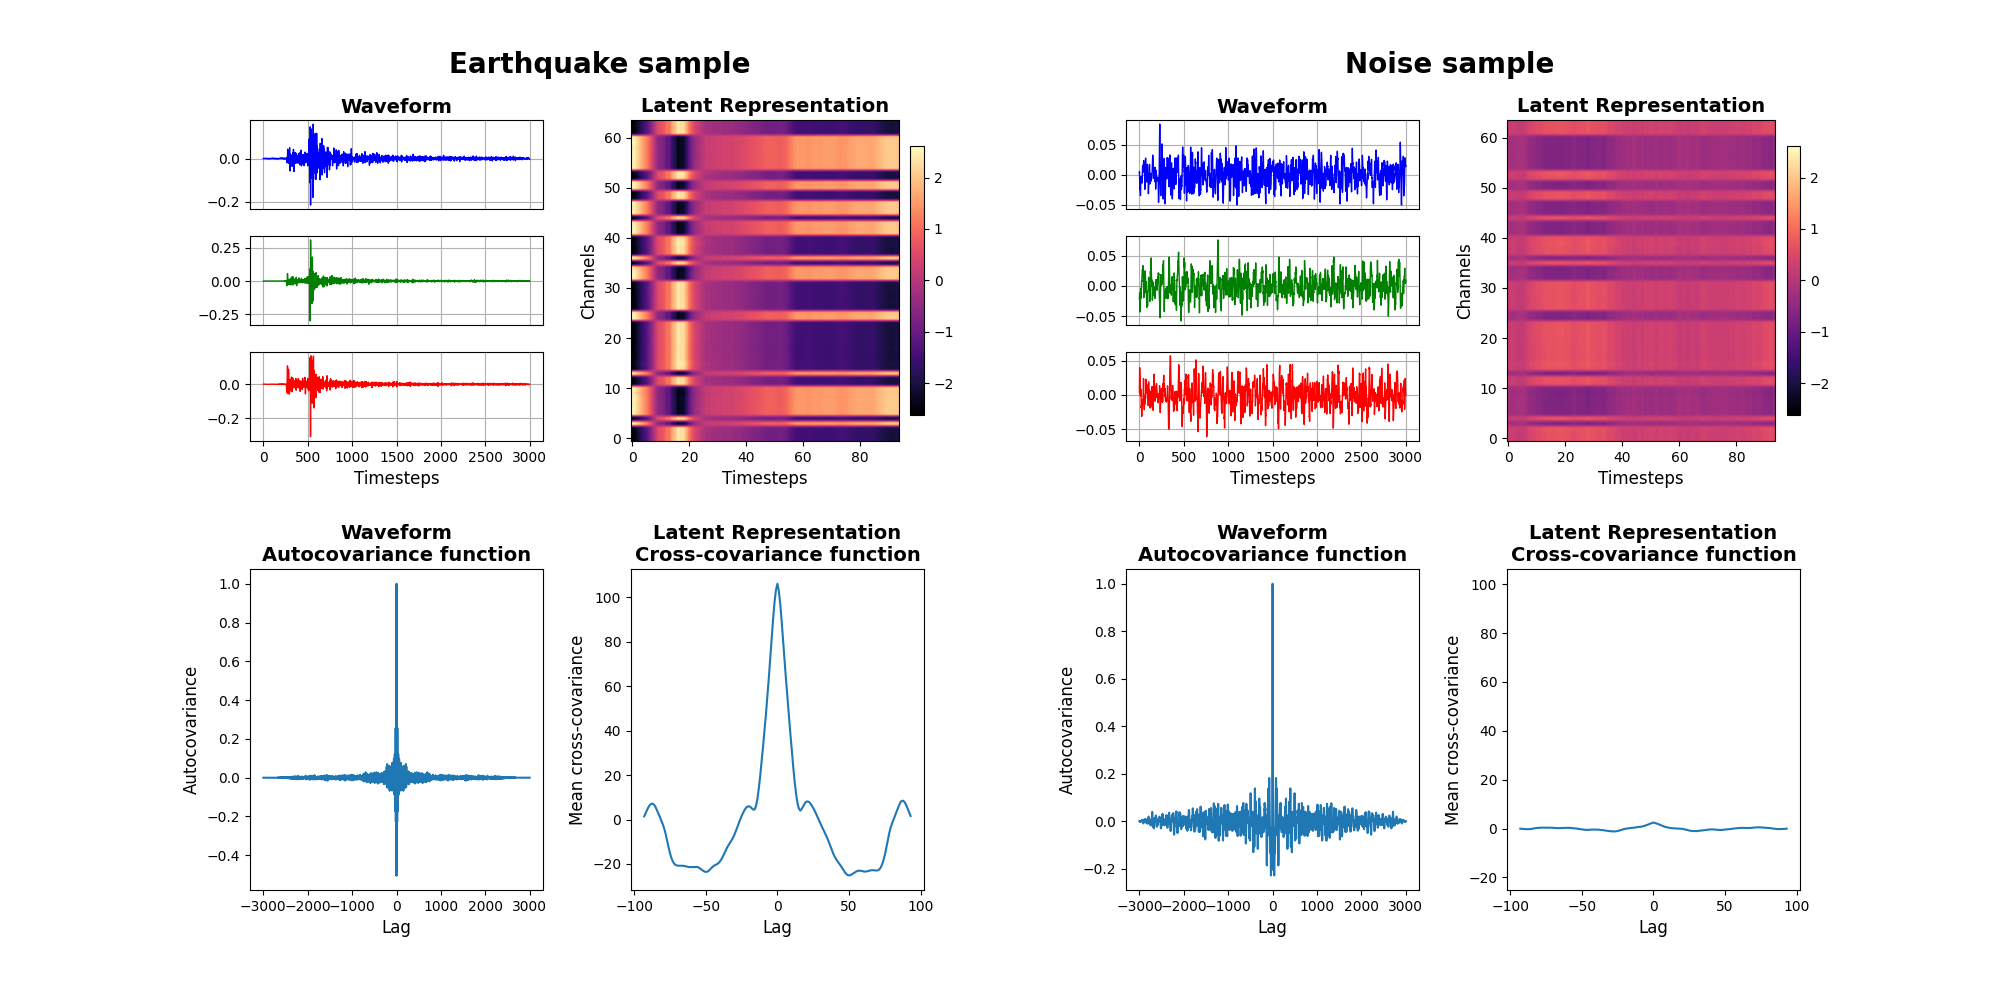 Earthquake sample
Noise sample
Waveform
Latent Representation
Waveform
Latent Representation
0.0
−0.2
0.25
0.00
−0.25
0.0
−0.2
0 500 1000 1500 2000 2500 3000
Timesteps
Channels
60
50
40
30
20
10
0
0 20 40 60 80
Timesteps
2
1
0
−1
−2
0.05
0.00
−0.05
0.05
0.00
−0.05
0.05
0.00
−0.05
0 500 1000 1500 2000 2500 3000
Timesteps
Channels
60
50
40
30
20
10
0
0 20 40 60 80
Timesteps
2
1
0
−1
−2
Waveform
Autocovariance function
Autocovariance
1.0
0.8
0.6
0.4
0.2
0.0
−0.2
−0.4
−3000 −2000 −1000 0 1000 2000 3000
Lag
Latent Representation
Cross-covariance function
Mean cross-covariance
100
80
60
40
20
0
−20
−100 −50 0 50 100
Lag
Waveform
Autocovariance function
Autocovariance
1.0
0.8
0.6
0.4
0.2
0.0
−0.2
−3000 −2000 −1000 0 1000 2000 3000
Lag
Latent Representation
Cross-covariance function
Mean cross-covariance
100
80
60
40
20
0
−20
−100 −50 0 50 100
Lag